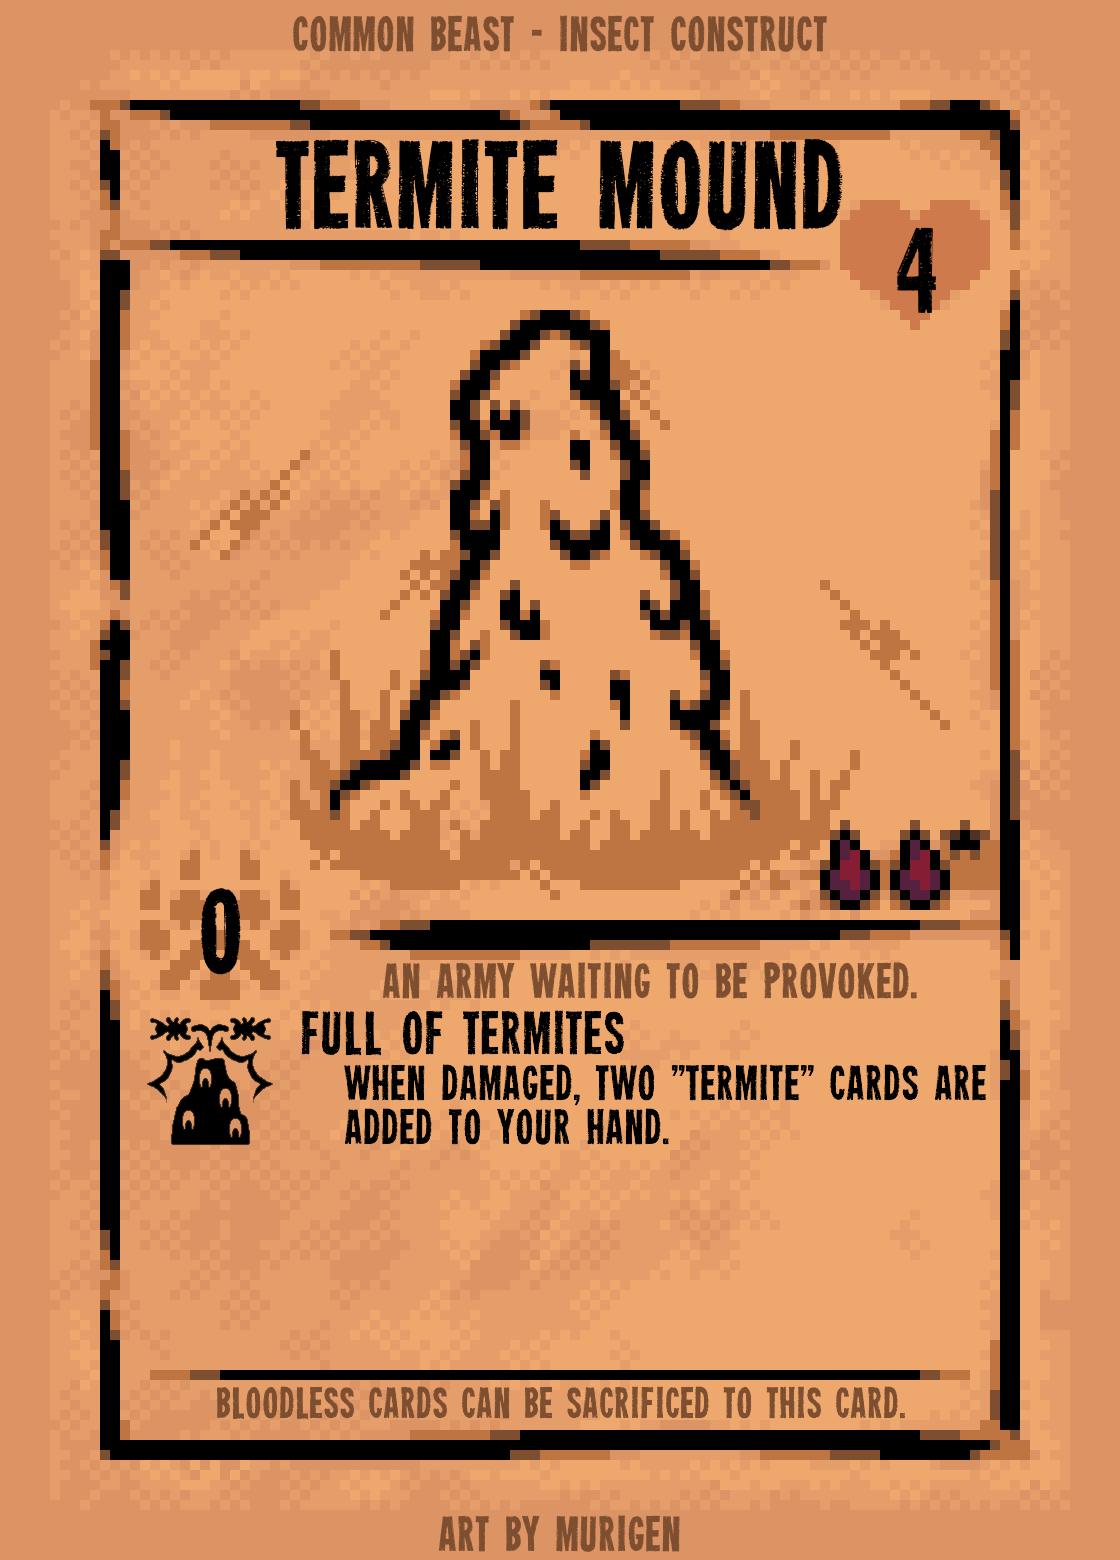 COMMON BEAST - INSECT CONSTRUCT
TERMITE MOUND
4
0
AN ARMY WAITING TO BE PROVOKED.
FULL OF TERMITES
WHEN DAMAGED, TWO "TERMITE" CARDS ARE
ADDED TO YOUR HAND.
BLOODLESS CARDS CAN BE SACRIFICED TO THIS CARD.
ART BY MURIGEN